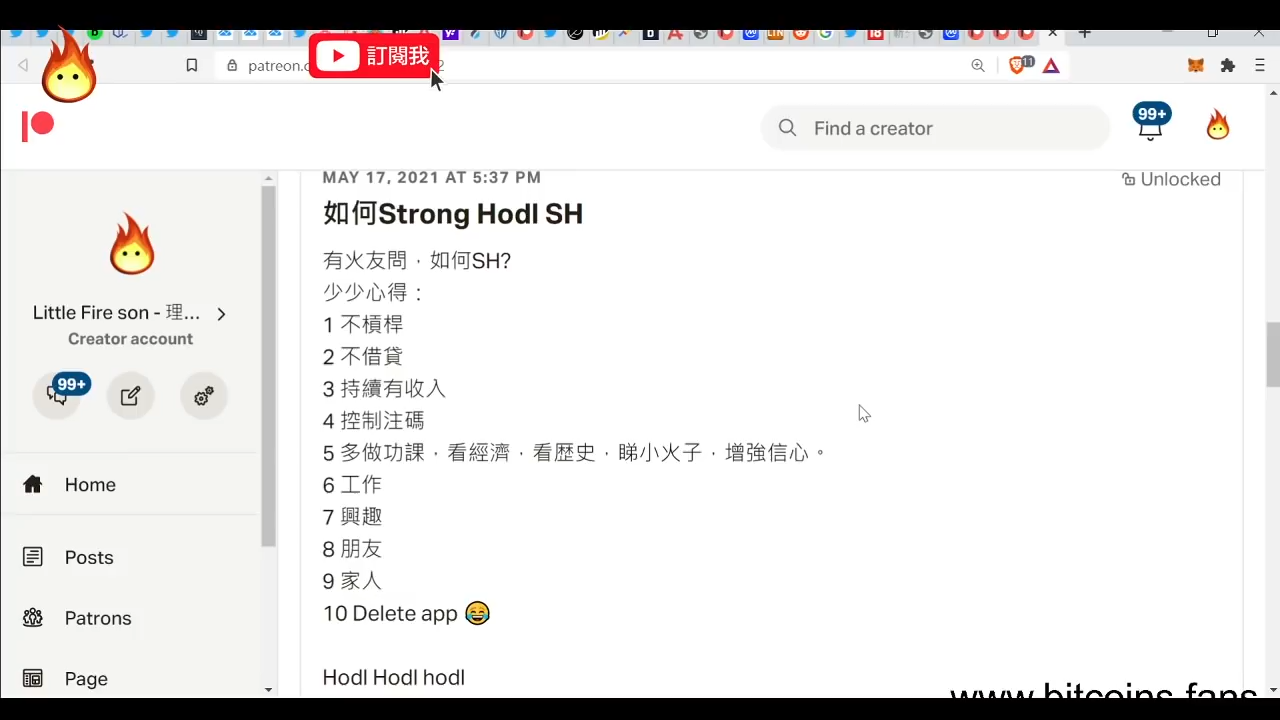 訂閱我
patreon.c
11
Find a creator
99+
MAY 17, 2021 AT 5:37 PM
Unlocked
如何Strong Hodl SH
有火友問，如何SH?
少少心得：
1 不槓桿
2 不借貸
3 持續有收入
4 控制注碼
5 多做功課，看經濟，看歷史，睇小火子，增強信心。
6 工作
7 興趣
8 朋友
9 家人
10 Delete app 😂
Hodl Hodl hodl
Little Fire son - 理...
Creator account
99+
Home
Posts
Patrons
Page
www.bitcoins.fans